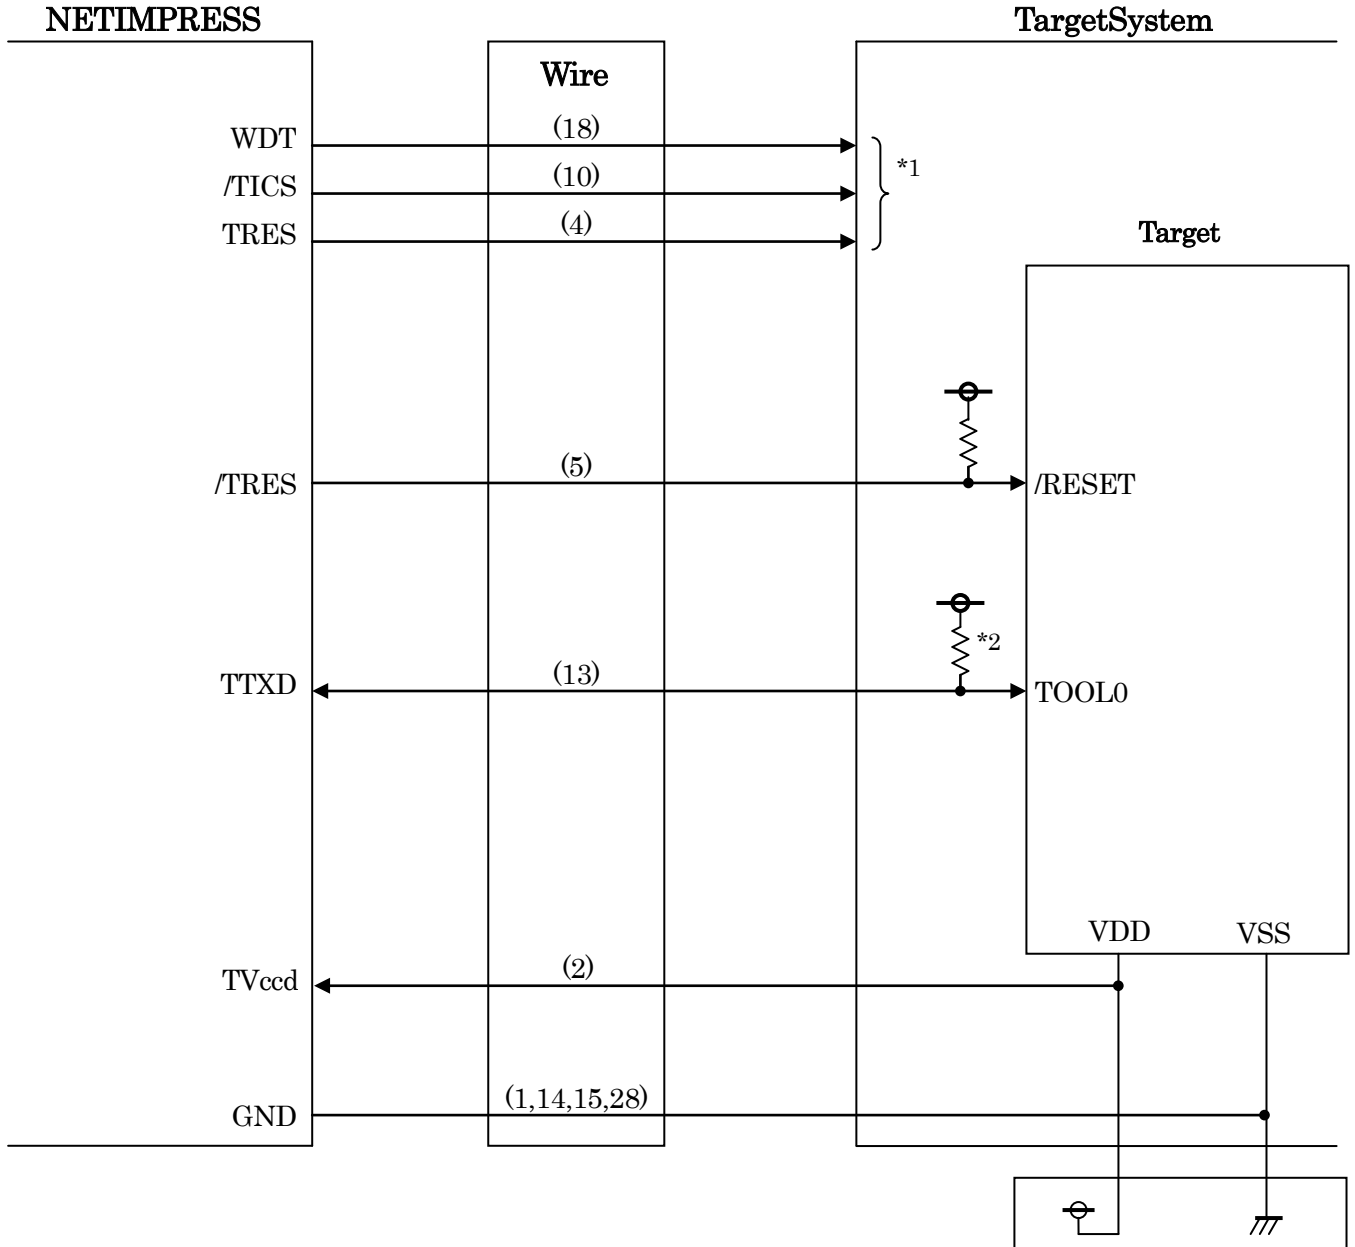 NETIMPRESS
TargetSystem
Wire
WDT
(18)
*1
/TICS
(10)
TRES
(4)
Target
/TRES
(5)
/RESET
*2
TTXD
(13)
TOOL0
VDD
VSS
TVccd
(2)
GND
(1,14,15,28)